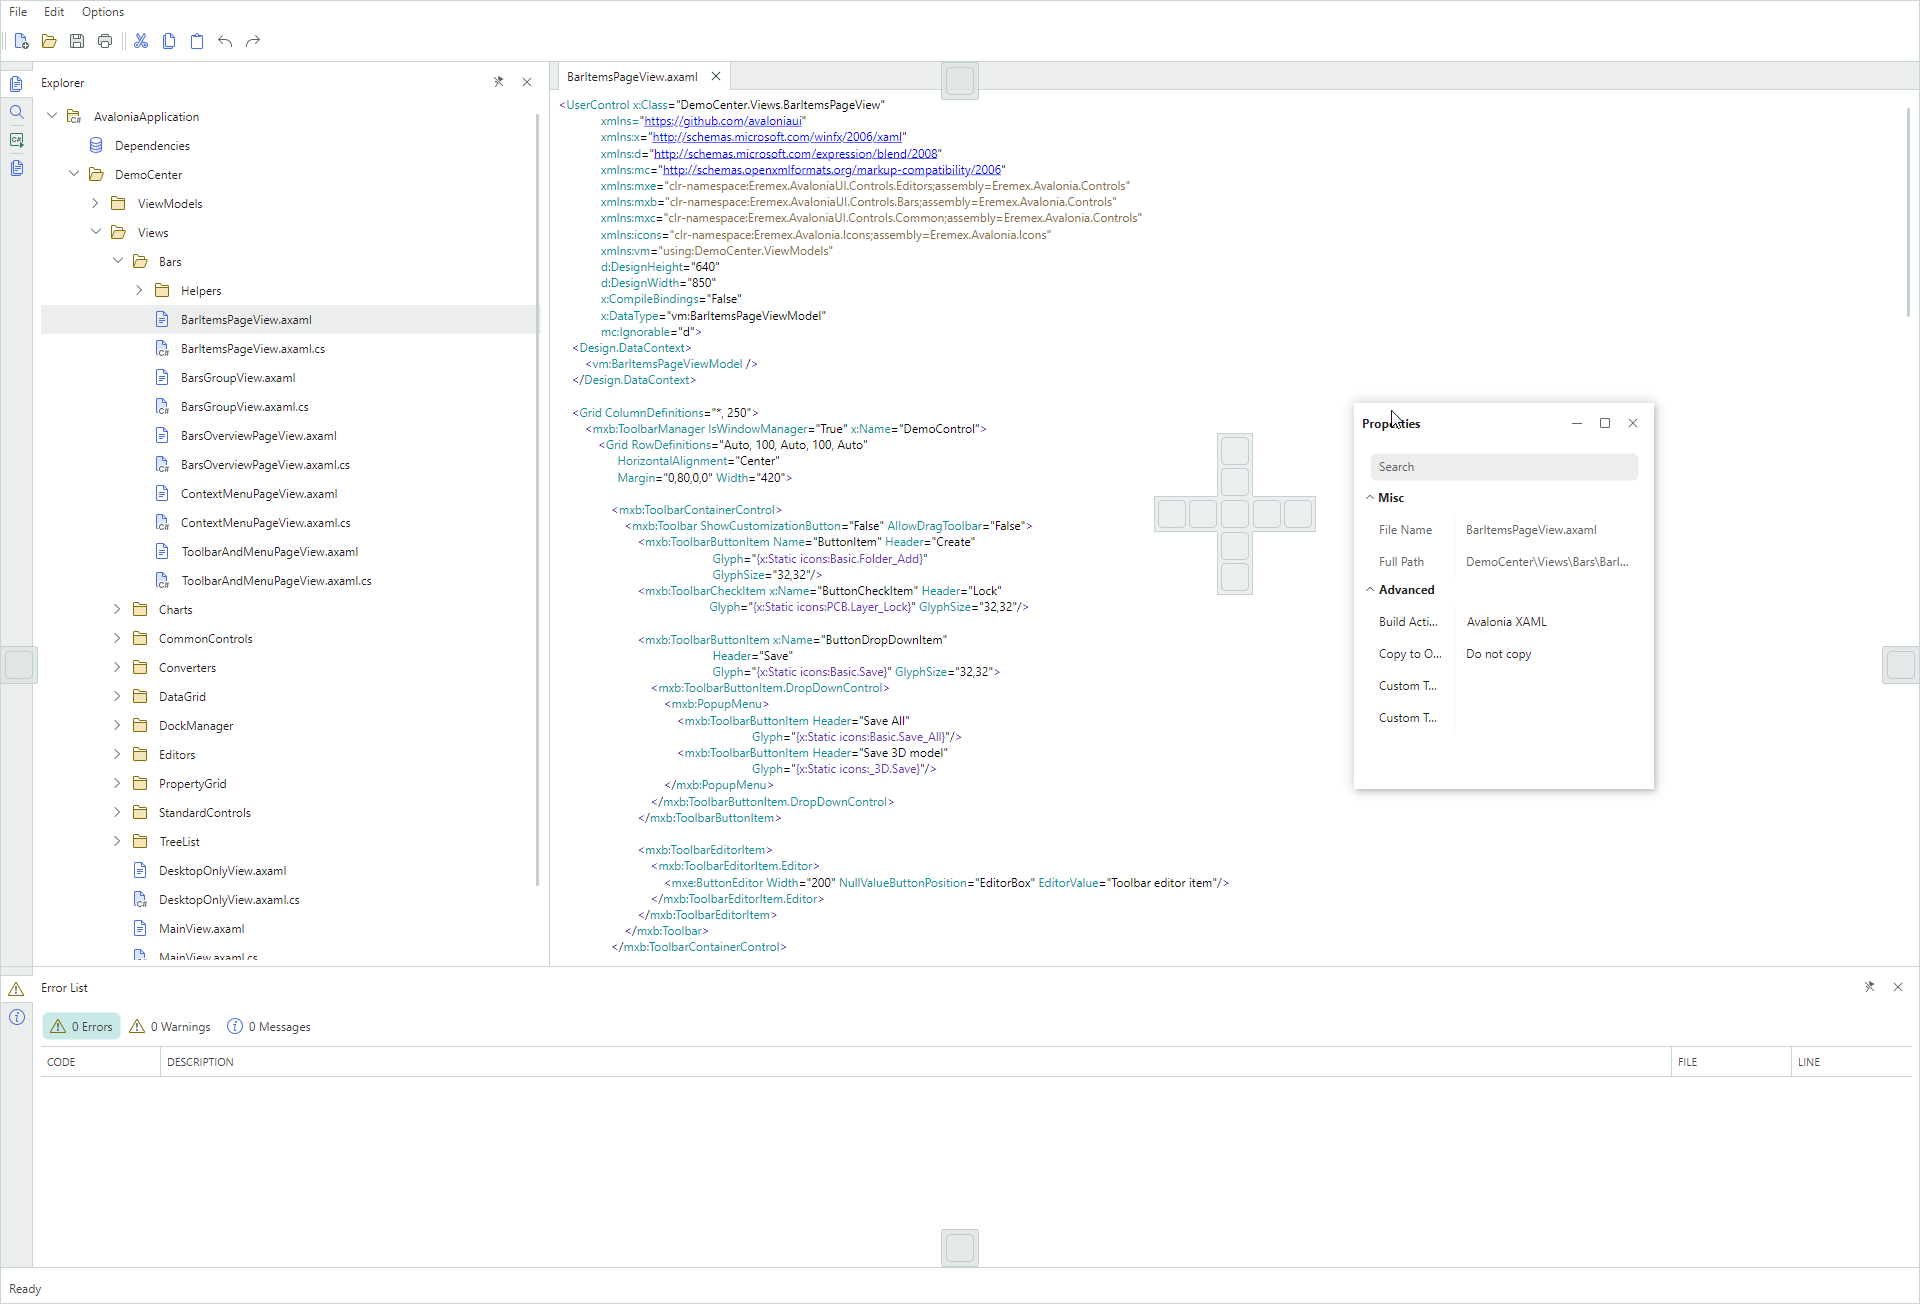 File Edit Options
Explorer
AvaloniaApplication
Dependencies
DemoCenter
ViewModels
Views
Bars
Helpers
BarItemsPageView.axaml
BarItemsPageView.axaml.cs
BarsGroupView.axaml
BarsGroupView.axaml.cs
BarsOverviewPageView.axaml
BarsOverviewPageView.axaml.cs
ContextMenuPageView.axaml
ContextMenuPageView.axaml.cs
ToolbarAndMenuPageView.axaml
ToolbarAndMenuPageView.axaml.cs
Charts
CommonControls
Converters
DataGrid
DockManager
Editors
PropertyGrid
StandardControls
TreeList
DesktopOnlyView.axaml
DesktopOnlyView.axaml.cs
MainView.axaml
MainView.axaml.cs
BarItemsPageView.axaml
<UserControl x:Class="DemoCenter.Views.BarItemsPageView"
xmlns="https://github.com/avaloniaui"
xmlns:x="http://schemas.microsoft.com/winfx/2006/xaml"
xmlns:d="http://schemas.microsoft.com/expression/blend/2008"
xmlns:mc="http://schemas.openxmlformats.org/markup-compatibility/2006"
xmlns:mxe="clr-namespace:Eremex.AvaloniaUI.Controls.Editors;assembly=Eremex.Avalonia.Controls"
xmlns:mxb="clr-namespace:Eremex.AvaloniaUI.Controls.Bars;assembly=Eremex.Avalonia.Controls"
xmlns:mxc="clr-namespace:Eremex.AvaloniaUI.Controls.Common;assembly=Eremex.Avalonia.Controls"
xmlns:icons="clr-namespace:Eremex.Avalonia.Icons;assembly=Eremex.Avalonia.Icons"
xmlns:vm="using:DemoCenter.ViewModels"
d:DesignHeight="640"
d:DesignWidth="850"
x:CompileBindings="False"
x:DataType="vm:BarItemsPageViewModel"
mc:Ignorable="d">
<Design.DataContext>
<vm:BarItemsPageViewModel />
</Design.DataContext>
<Grid ColumnDefinitions="*, 250">
<mxb:ToolbarManager IsWindowManager="True" x:Name="DemoControl">
<Grid RowDefinitions="Auto, 100, Auto, 100, Auto"
HorizontalAlignment="Center"
Margin="0,80,0,0" Width="420">
<mxb:ToolbarContainerControl>
<mxb:Toolbar ShowCustomizationButton="False" AllowDragToolbar="False">
<mxb:ToolbarButtonItem Name="ButtonItem" Header="Create"
Glyph="{x:Static icons:Basic.Folder_Add}"
GlyphSize="32,32"/>
<mxb:ToolbarCheckItem x:Name="ButtonCheckItem" Header="Lock"
Glyph="{x:Static icons:PCB.Layer_Lock}" GlyphSize="32,32"/>
<mxb:ToolbarButtonItem x:Name="ButtonDropDownItem"
Header="Save"
Glyph="{x:Static icons:Basic.Save}" GlyphSize="32,32">
<mxb:ToolbarButtonItem.DropDownControl>
<mxb:PopupMenu>
<mxb:ToolbarButtonItem Header="Save All"
Glyph="{x:Static icons:Basic.Save_All}"/>
<mxb:ToolbarButtonItem Header="Save 3D model"
Glyph="{x:Static icons:_3D.Save}"/>
</mxb:PopupMenu>
</mxb:ToolbarButtonItem.DropDownControl>
</mxb:ToolbarButtonItem>
<mxb:ToolbarEditorItem>
<mxb:ToolbarEditorItem.Editor>
<mxe:ButtonEditor Width="200" NullValueButtonPosition="EditorBox" EditorValue="Toolbar editor item"/>
</mxb:ToolbarEditorItem.Editor>
</mxb:ToolbarEditorItem>
</mxb:Toolbar>
</mxb:ToolbarContainerControl>
Properties
Search
Misc
File Name BarItemsPageView.axaml
Full Path DemoCenter\Views\Bars\BarI...
Advanced
Build Acti... Avalonia XAML
Copy to O... Do not copy
Custom T...
Custom T...
Error List
0 Errors 0 Warnings 0 Messages
CODE DESCRIPTION FILE LINE
Ready